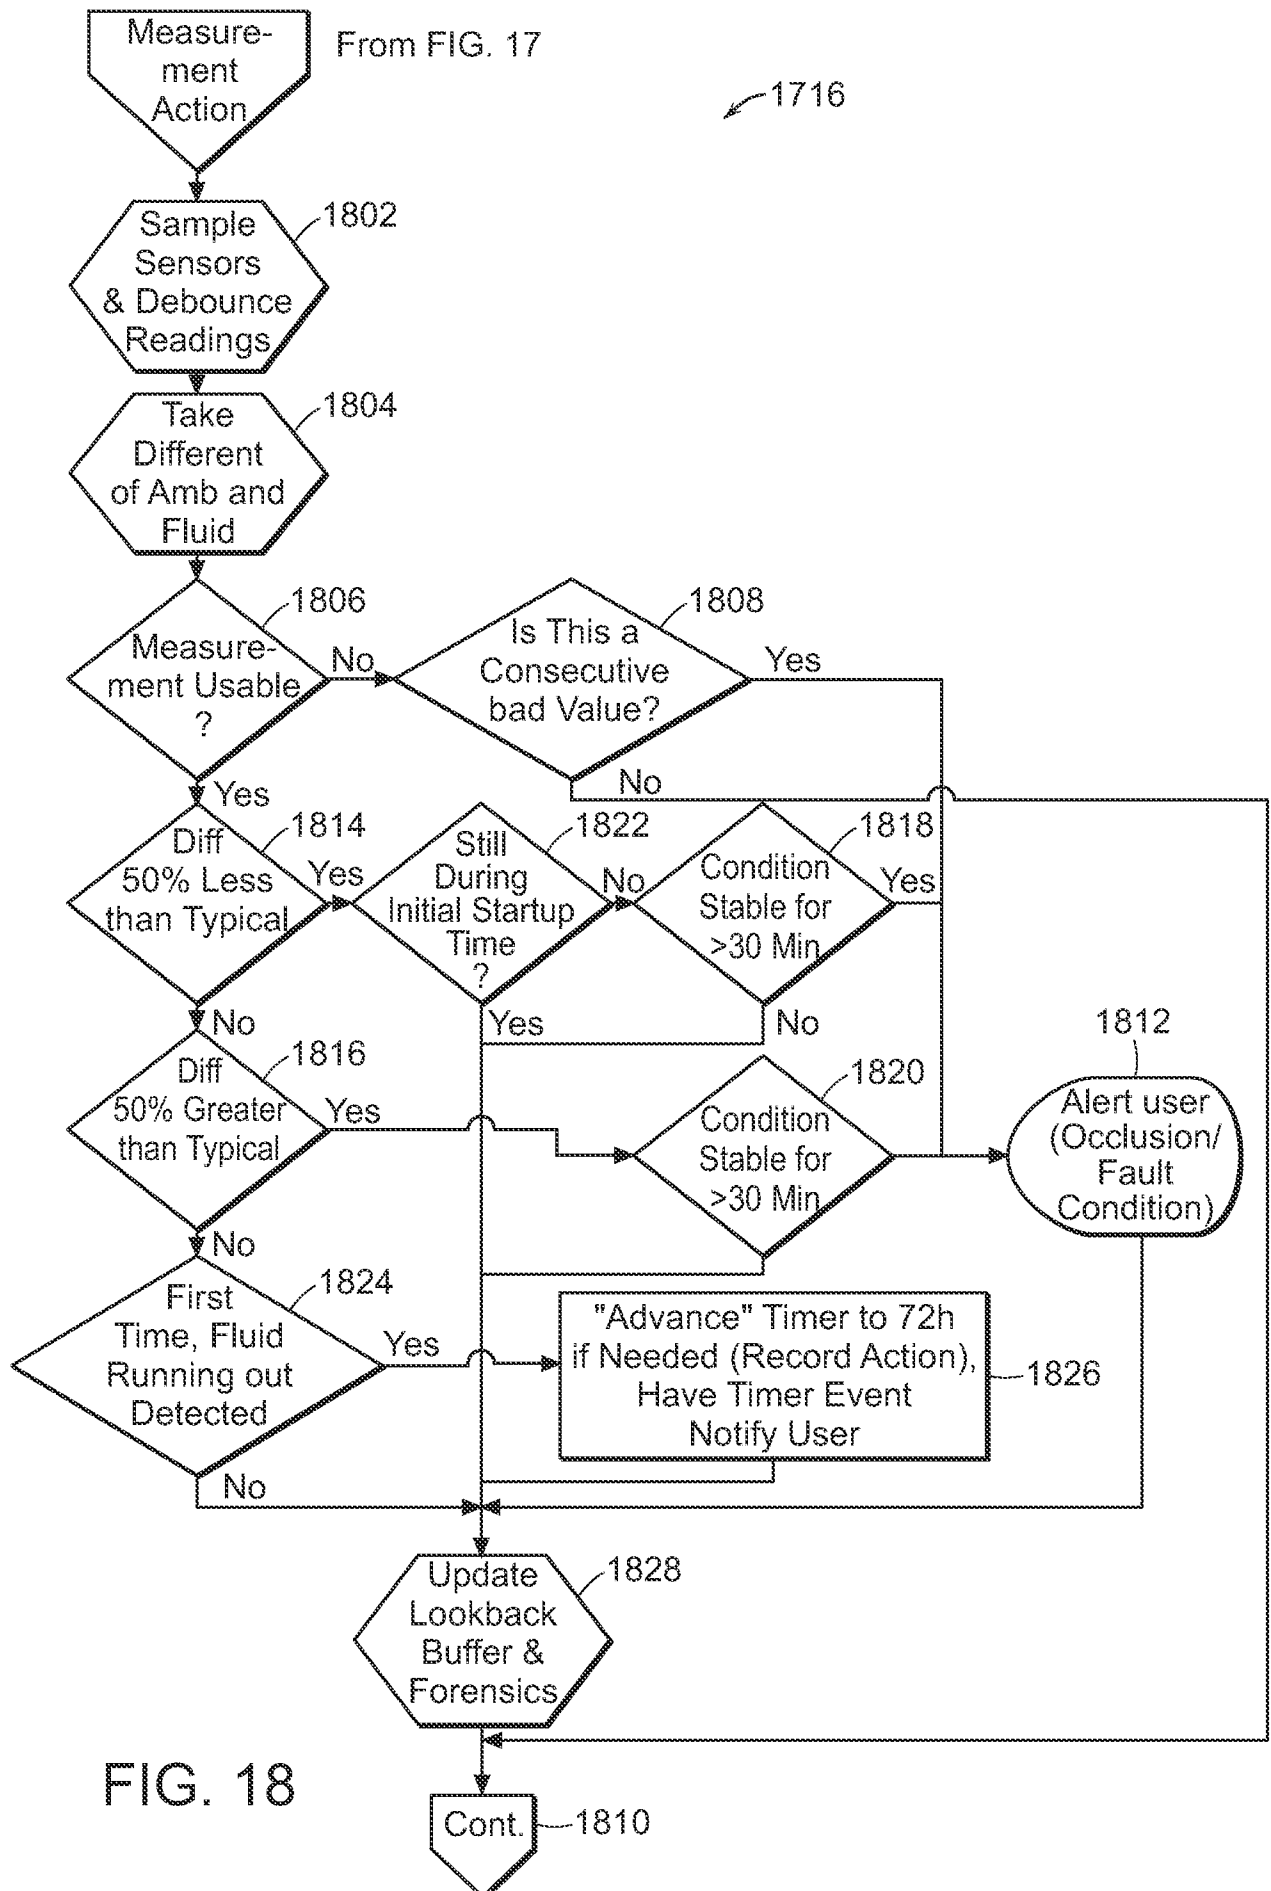 Measure-
ment
Action
From FIG. 17
1716
Sample
Sensors
& Debounce
Readings
1802
Take
Different
of Amb and
Fluid
1804
Measure-
ment Usable
?
1806
No
Is This a
Consecutive
bad Value?
1808
Yes
No
Yes
Diff
50% Less
than Typical
1814
Yes
Still
During
Initial Startup
Time
?
1822
No
Condition
Stable for
>30 Min
1818
Yes
No
Yes
No
Diff
50% Greater
than Typical
1816
Yes
Condition
Stable for
>30 Min
1820
Alert user
(Occlusion/
Fault
Condition)
1812
No
First
Time, Fluid
Running out
Detected
1824
Yes
"Advance" Timer to 72h
if Needed (Record Action),
Have Timer Event
Notify User
1826
No
Update
Lookback
Buffer &
Forensics
1828
FIG. 18
Cont.
1810